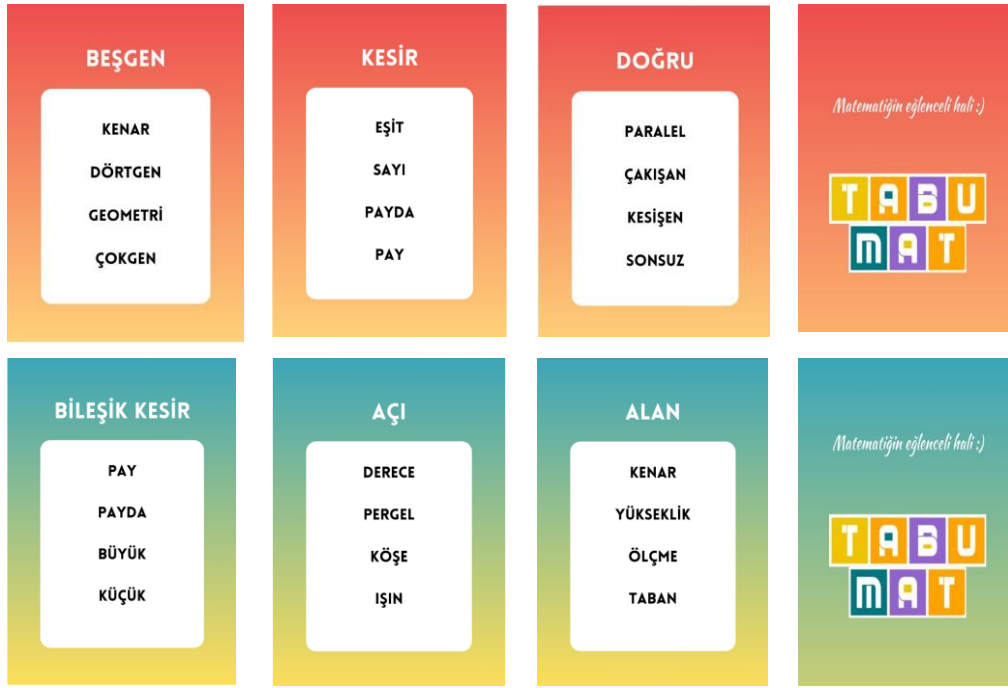 BEŞGEN
KENAR
DÖRTGEN
GEOMETRİ
ÇOKGEN
KESİR
EŞİT
SAYI
PAYDA
PAY
DOĞRU
PARALEL
ÇAKIŞAN
KESİŞEN
SONSUZ
Matematiğin eğlenceli hali :)
TABU
MAT
BİLEŞİK KESİR
PAY
PAYDA
BÜYÜK
KÜÇÜK
AÇI
DERECE
PERGEL
KÖŞE
IŞIN
ALAN
KENAR
YÜKSEKLİK
ÖLÇME
TABAN
Matematiğin eğlenceli hali :)
TABU
MAT